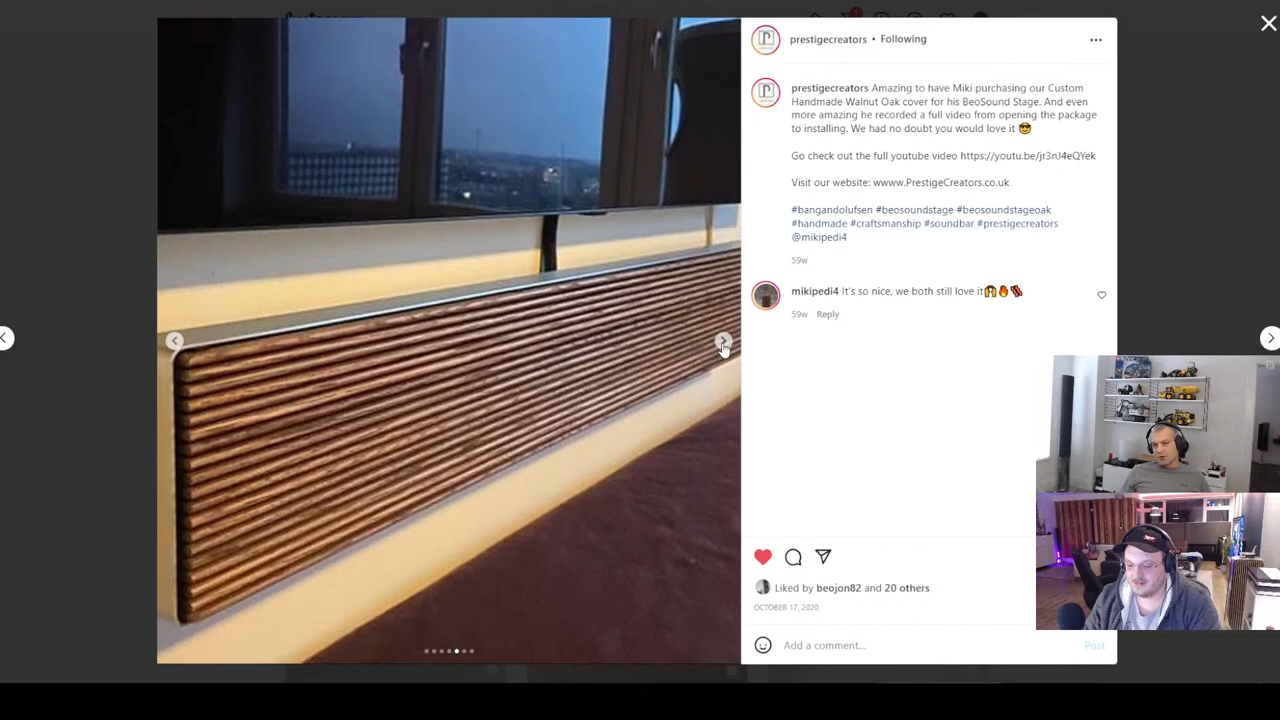 prestigecreators • Following
prestigecreators Amazing to have Miki purchasing our Custom
Handmade Walnut Oak cover for his BeoSound Stage. And even
more amazing he recorded a full video from opening the package
to installing. We had no doubt you would love it 😎
Go check out the full youtube video https://youtu.be/jr3nJ4eQYek
Visit our website: wwww.PrestigeCreators.co.uk
#bangandolufsen #beosoundstage #beosoundstageoak
#handmade #craftsmanship #soundbar #prestigecreators
@mikipedi4
59w
mikipedi4 It's so nice, we both still love it
59w Reply
Liked by beojon82 and 20 others
OCTOBER 17, 2020
Add a comment...
Post